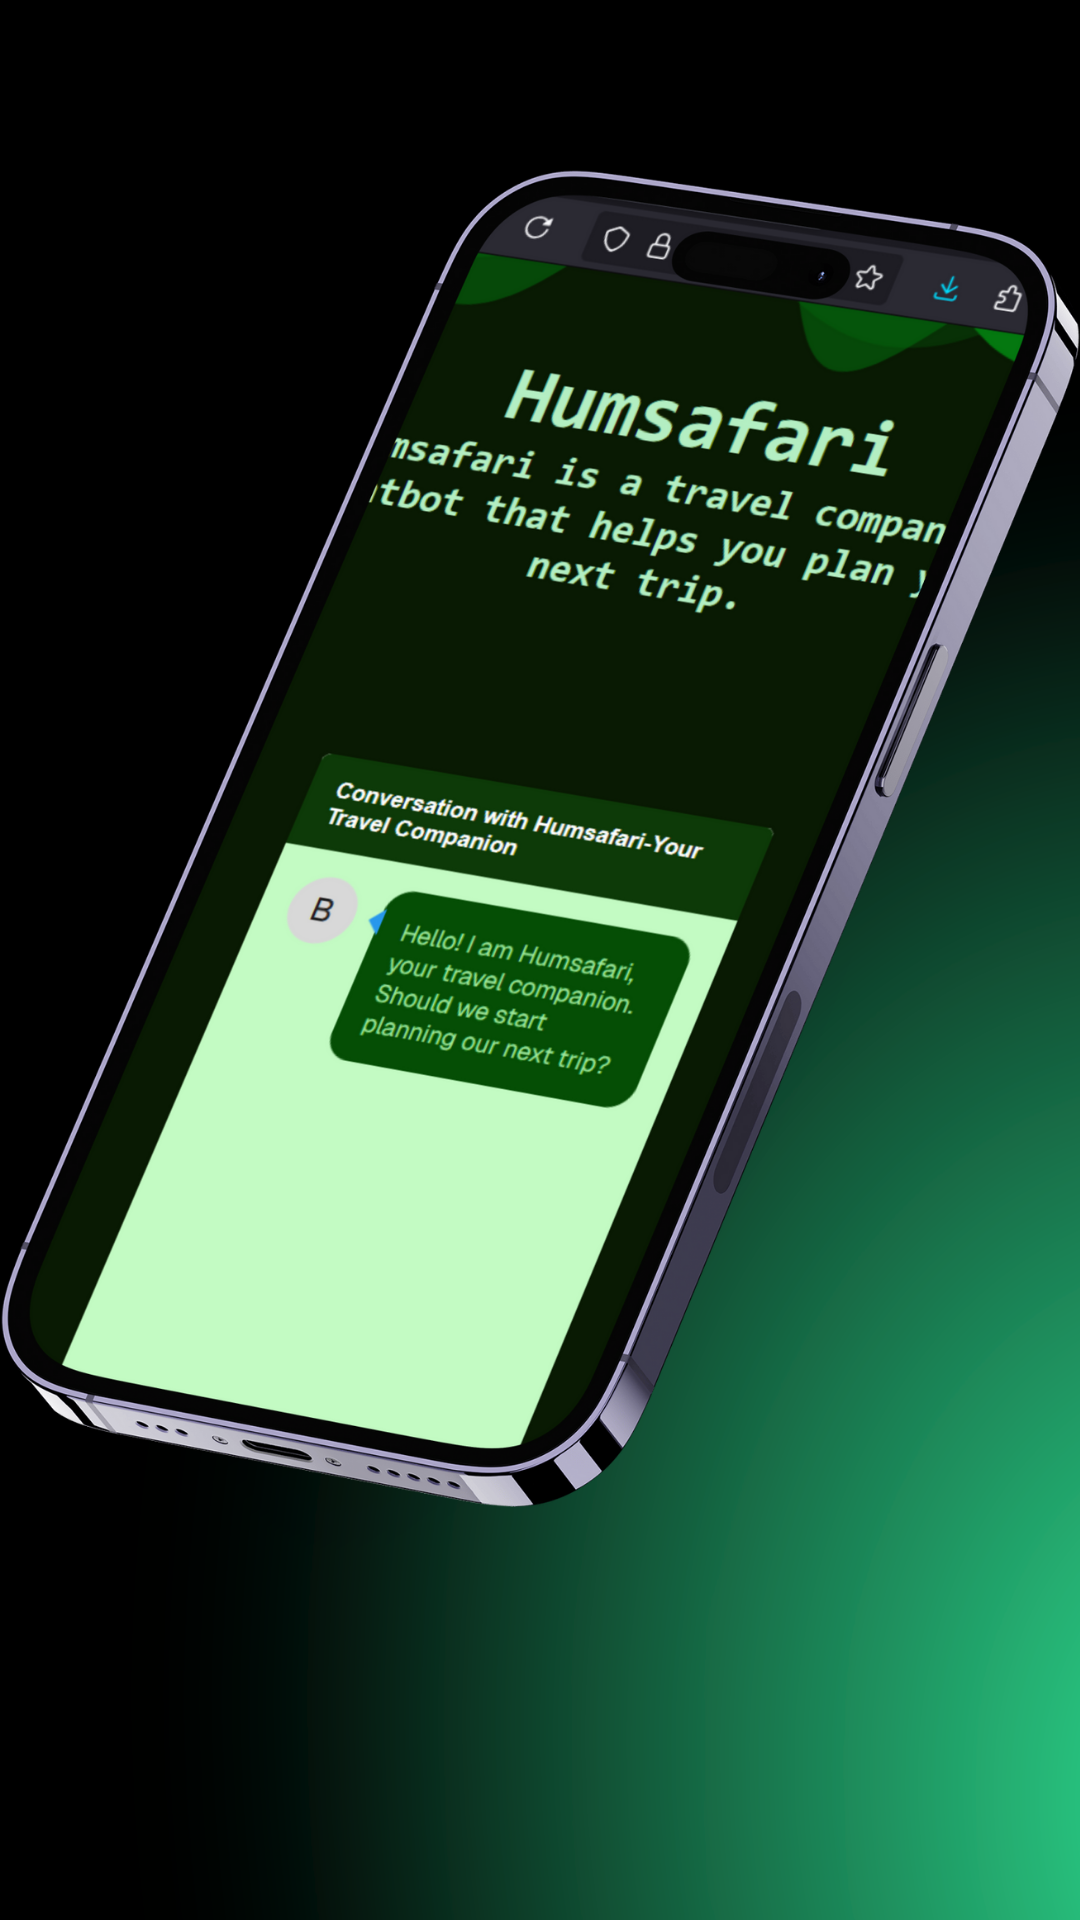 Humsafari
msafari is a travel compan
tbot that helps you plan y
next trip.
Conversation with Humsafari-Your
Travel Companion
B
Hello! I am Humsafari,
your travel companion.
Should we start
planning our next trip?